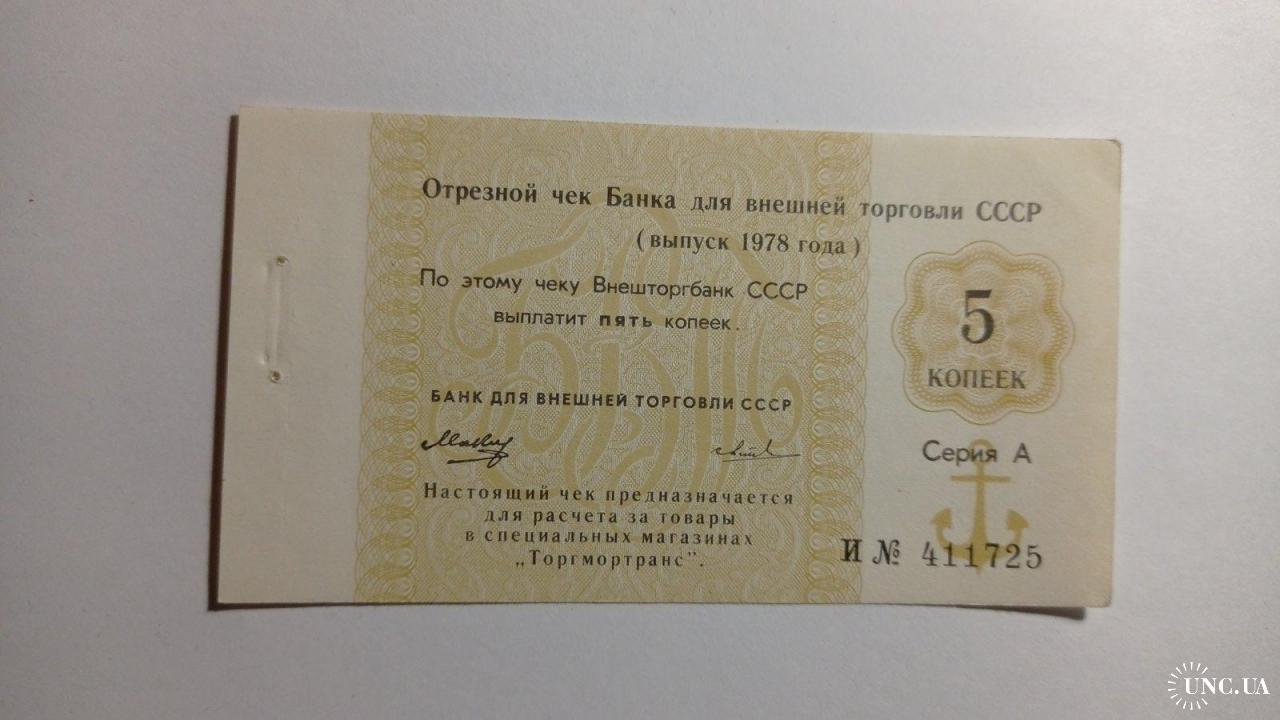 Отрезной чек Банка для внешней торговли СССР
(выпуск 1978 года)
По этому чеку Внешторгбанк СССР
выплатит пять копеек.
5
КОПЕЕК
БАНК ДЛЯ ВНЕШНЕЙ ТОРГОВЛИ СССР
Серия А
Настоящий чек предназначается
для расчета за товары
в специальных магазинах
„Торгмортранс”.
И № 411725
UNC.UA